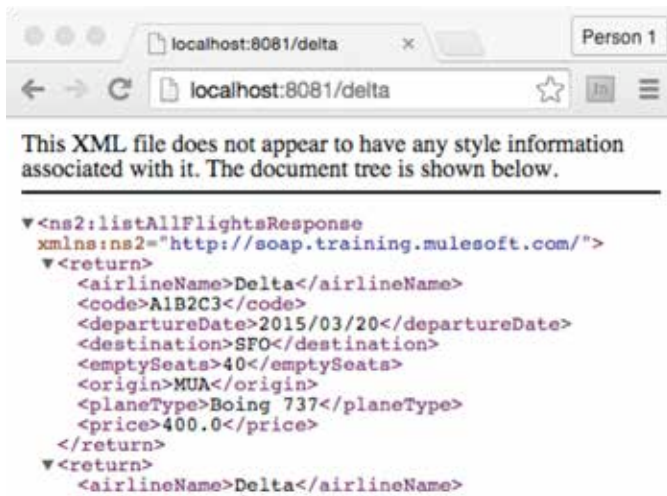 localhost:8081/delta ×
Person 1
localhost:8081/delta
This XML file does not appear to have any style information
associated with it. The document tree is shown below.
▼<ns2:listAllFlightsResponse
xmlns:ns2="http://soap.training.mulesoft.com/">
▼<return>
<airlineName>Delta</airlineName>
<code>A1B2C3</code>
<departureDate>2015/03/20</departureDate>
<destination>SFO</destination>
<emptySeats>40</emptySeats>
<origin>MUA</origin>
<planeType>Boing 737</planeType>
<price>400.0</price>
</return>
▼<return>
<airlineName>Delta</airlineName>